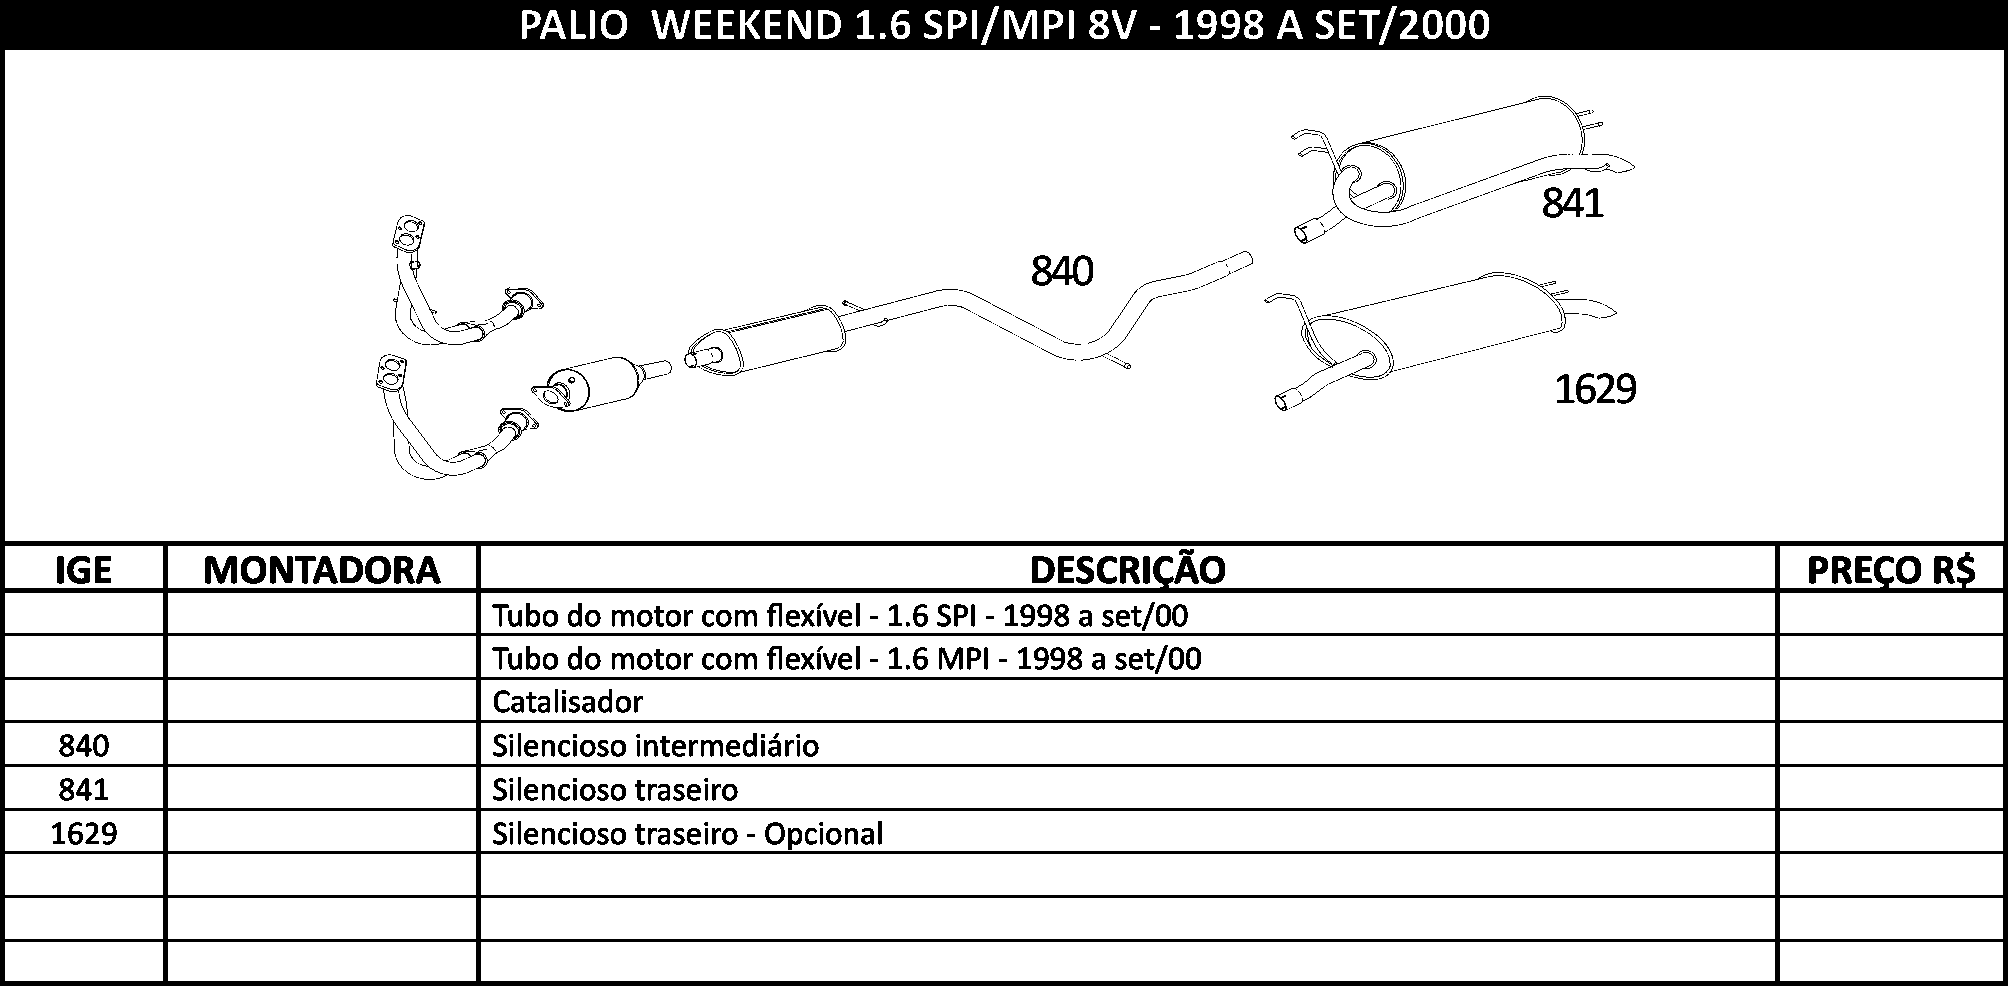 PALIO  WEEKEND 1.6 SPI/MPI 8V - 1998 A SET/2000
841
840
1629
IGE MONTADORA DESCRIÇÃO PREÇO R$
Tubo do motor com flexível - 1.6 SPI - 1998 a set/00
Tubo do motor com flexível - 1.6 MPI - 1998 a set/00
Catalisador
840 Silencioso intermediário
841 Silencioso traseiro
1629 Silencioso traseiro - Opcional